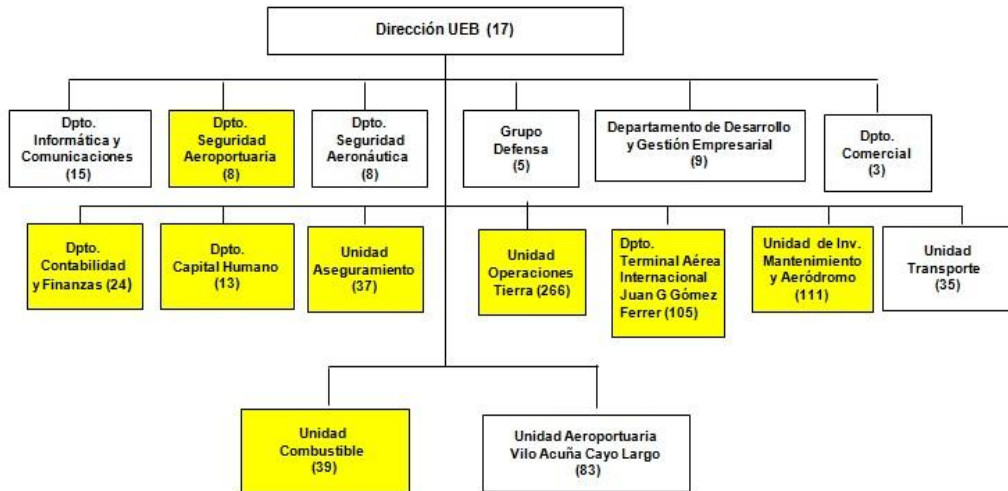 Dirección UEB (17)
Dpto.
Informática y
Comunicaciones
(15)
Dpto.
Seguridad
Aeroportuaria
(8)
Dpto.
Seguridad
Aeronáutica
(8)
Grupo
Defensa
(5)
Departamento de Desarrollo
y Gestión Empresarial
(9)
Dpto.
Comercial
(3)
Dpto.
Contabilidad
y Finanzas (24)
Dpto.
Capital Humano
(13)
Unidad
Aseguramiento
(37)
Unidad
Operaciones
Tierra (266)
Dpto.
Terminal Aérea
Internacional
Juan G Gómez
Ferrer (105)
Unidad de Inv.
Mantenimiento
y Aeródromo
(111)
Unidad
Transporte
(35)
Unidad
Combustible
(39)
Unidad Aeroportuaria
Vilo Acuña Cayo Largo
(83)